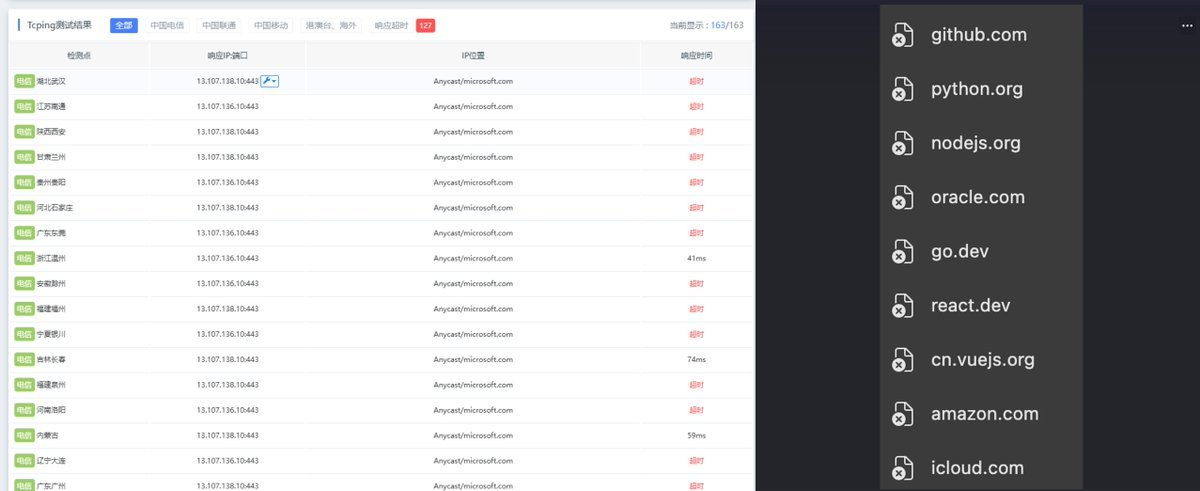 Tcping测试结果 全部 中国电信 中国联通 中国移动 港澳台、海外 响应超时 127 当前显示：163/163
检测点 响应IP:端口 IP位置 响应时间
电信 湖北武汉 13.107.138.10:443 Anycast/microsoft.com 超时
电信 江苏南通 13.107.136.10:443 Anycast/microsoft.com 超时
电信 陕西西安 13.107.138.10:443 Anycast/microsoft.com 超时
电信 甘肃兰州 13.107.138.10:443 Anycast/microsoft.com 超时
电信 贵州贵阳 13.107.136.10:443 Anycast/microsoft.com 超时
电信 河北石家庄 13.107.138.10:443 Anycast/microsoft.com 超时
电信 广东东莞 13.107.136.10:443 Anycast/microsoft.com 超时
电信 浙江温州 13.107.136.10:443 Anycast/microsoft.com 41ms
电信 安徽滁州 13.107.136.10:443 Anycast/microsoft.com 超时
电信 福建福州 13.107.138.10:443 Anycast/microsoft.com 超时
电信 宁夏银川 13.107.136.10:443 Anycast/microsoft.com 超时
电信 吉林长春 13.107.138.10:443 Anycast/microsoft.com 74ms
电信 福建泉州 13.107.138.10:443 Anycast/microsoft.com 超时
电信 河南洛阳 13.107.136.10:443 Anycast/microsoft.com 超时
电信 内蒙古 13.107.138.10:443 Anycast/microsoft.com 59ms
电信 辽宁大连 13.107.136.10:443 Anycast/microsoft.com 超时
电信 广东广州 13.107.138.10:443 Anycast/microsoft.com 超时
github.com
python.org
nodejs.org
oracle.com
go.dev
react.dev
cn.vuejs.org
amazon.com
icloud.com